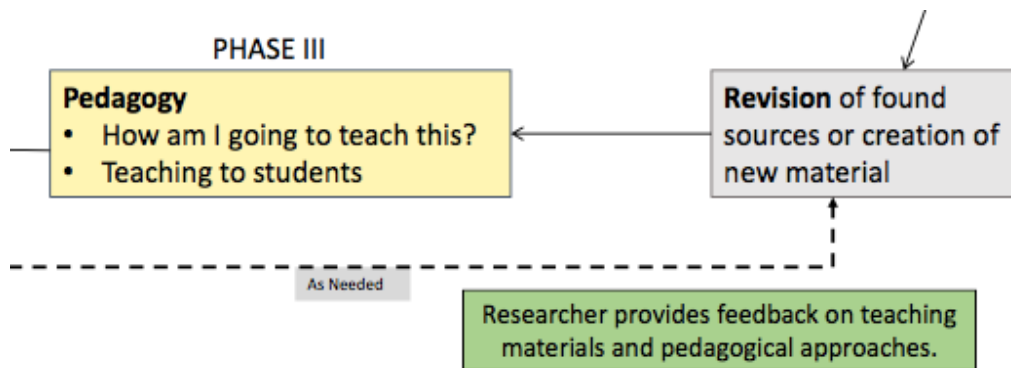 PHASE III
Pedagogy
• How am I going to teach this?
• Teaching to students
Revision of found
sources or creation of
new material
As Needed
Researcher provides feedback on teaching
materials and pedagogical approaches.